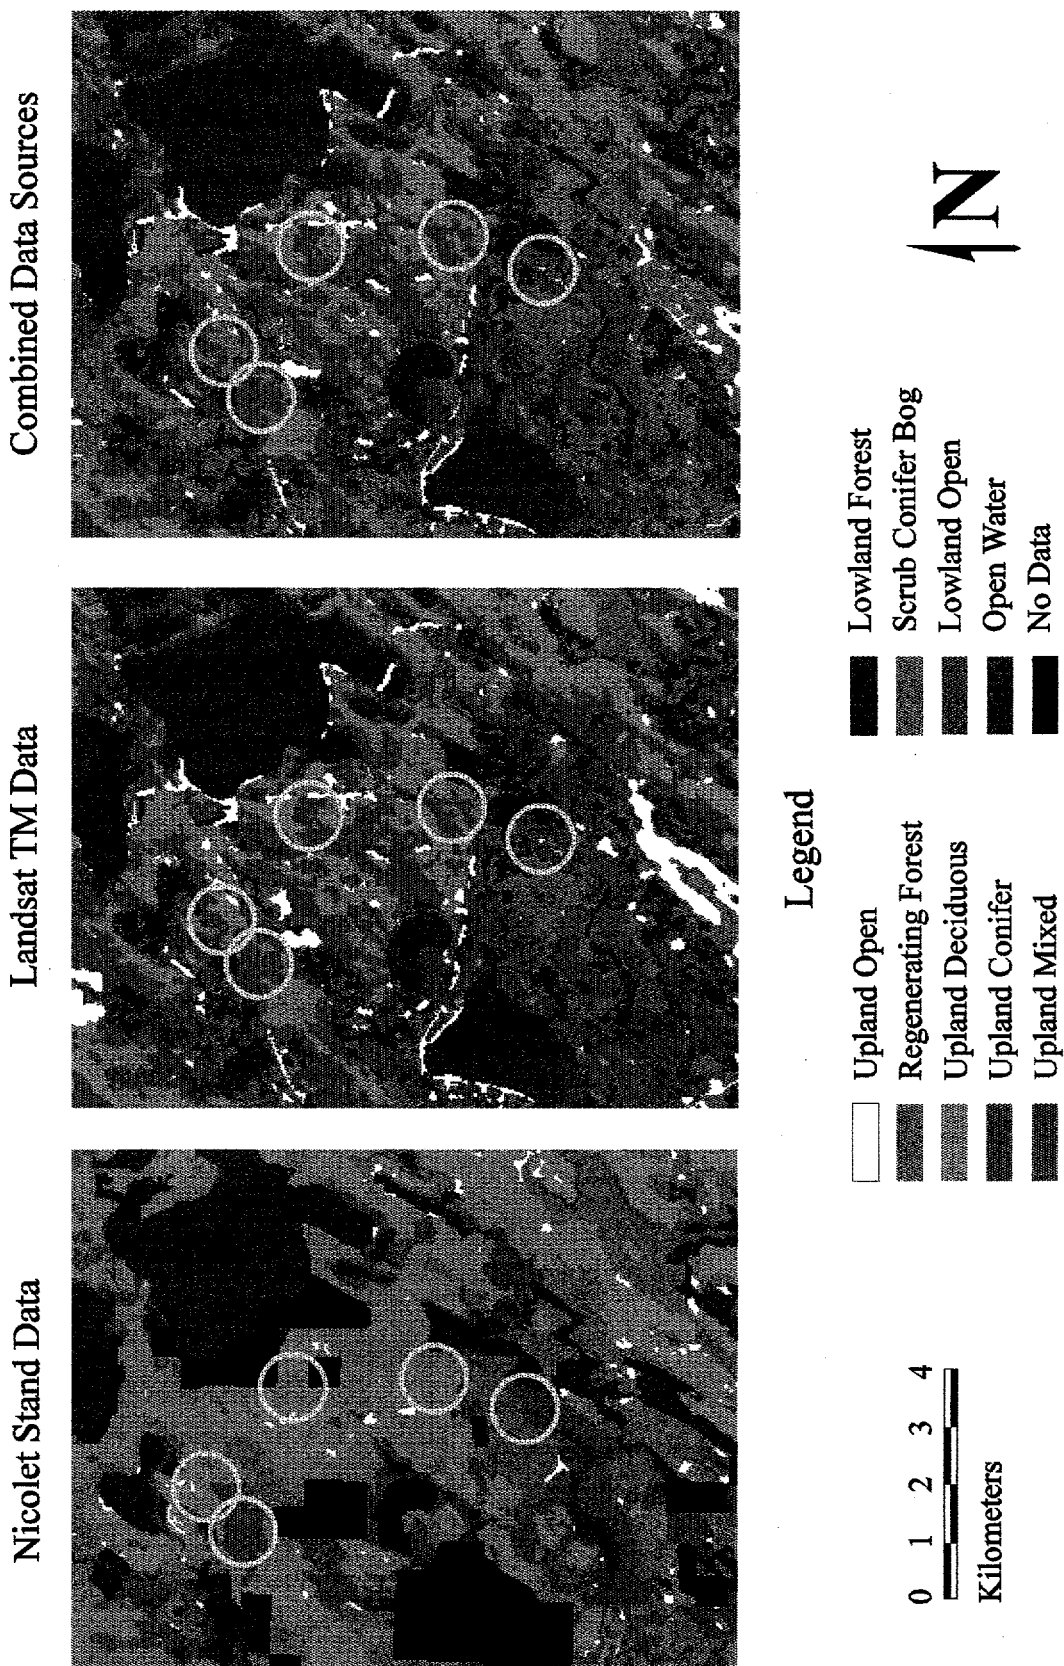 Nicolet Stand Data
Landsat TM Data
Combined Data Sources
Legend
Upland Open
Regenerating Forest
Upland Deciduous
Upland Conifer
Upland Mixed
Lowland Forest
Scrub Conifer Bog
Lowland Open
Open Water
No Data
0 1 2 3 4
Kilometers
N